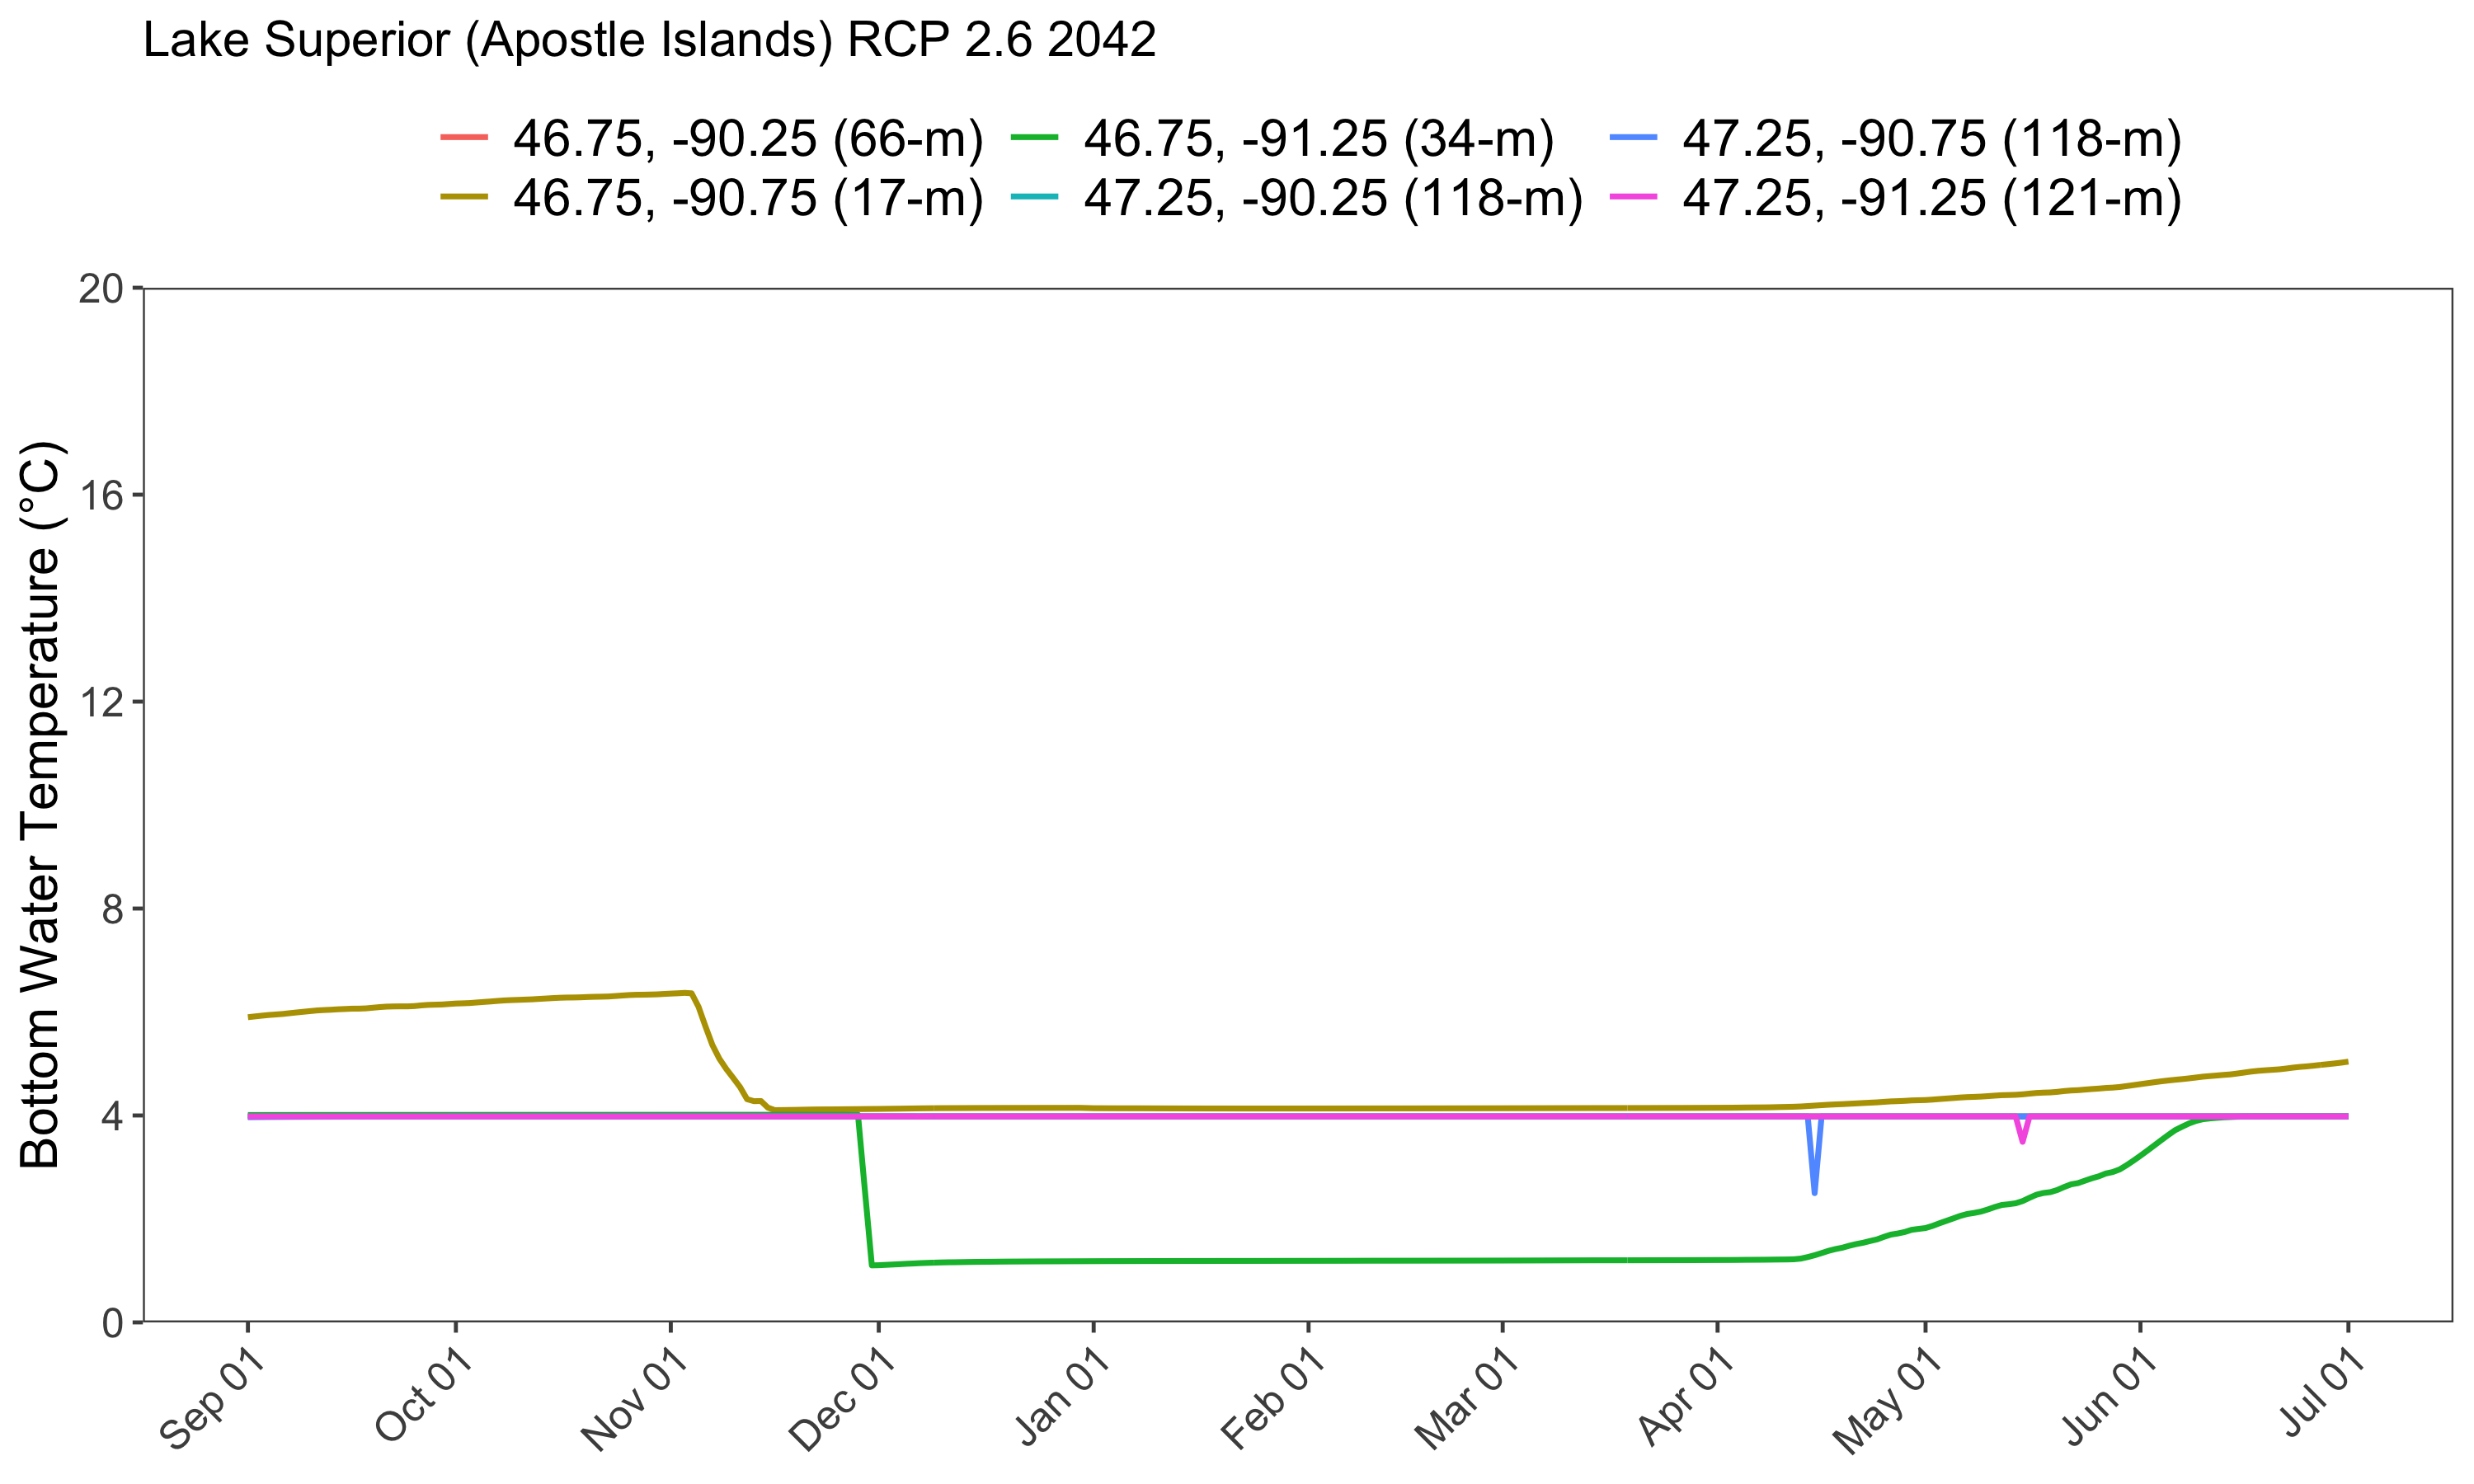 Lake Superior (Apostle Islands) RCP 2.6 2042
46.75, -90.25 (66-m) 46.75, -91.25 (34-m) 47.25, -90.75 (118-m)
46.75, -90.75 (17-m) 47.25, -90.25 (118-m) 47.25, -91.25 (121-m)
Bottom Water Temperature (°C)
20
16
12
8
4
0
Sep 01 Oct 01 Nov 01 Dec 01 Jan 01 Feb 01 Mar 01 Apr 01 May 01 Jun 01 Jul 01